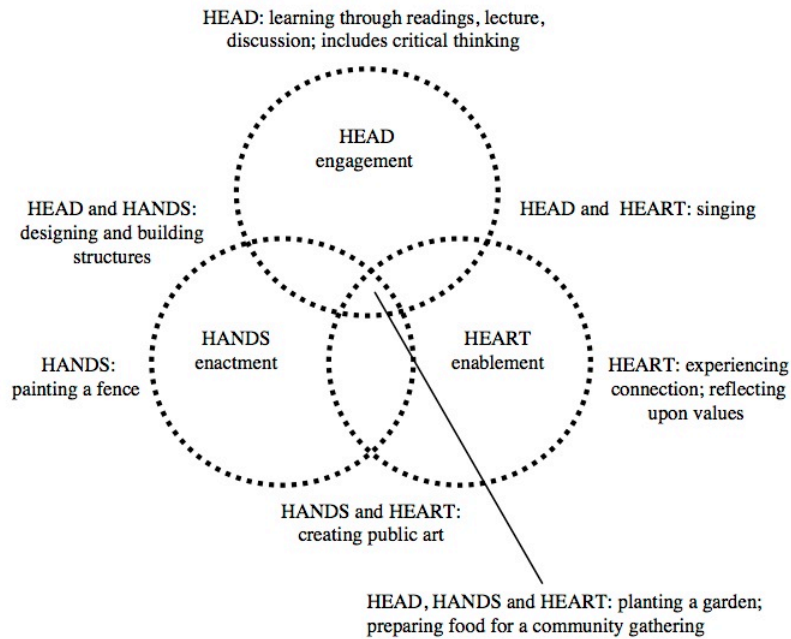 HEAD: learning through readings, lecture,
discussion; includes critical thinking
HEAD
engagement
HEAD and HANDS:
designing and building
structures
HEAD and HEART: singing
HANDS
enactment
HEART
enablement
HANDS:
painting a fence
HEART: experiencing
connection; reflecting
upon values
HANDS and HEART:
creating public art
HEAD, HANDS and HEART: planting a garden;
preparing food for a community gathering